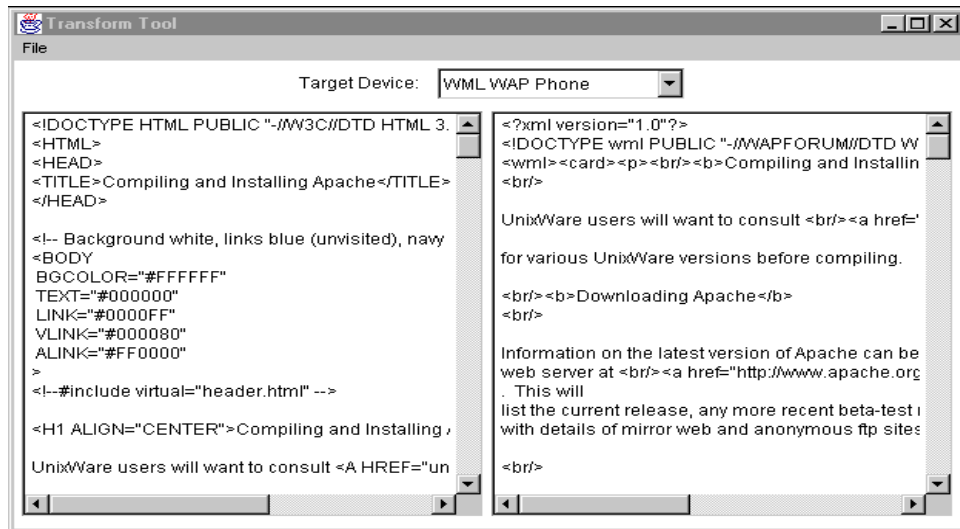 Transform Tool
File
Target Device: WML WAP Phone
<!DOCTYPE HTML PUBLIC "-//W3C//DTD HTML 3.
<HTML>
<HEAD>
<TITLE>Compiling and Installing Apache</TITLE>
</HEAD>
<!-- Background white, links blue (unvisited), navy
<BODY
BGCOLOR="#FFFFFF"
TEXT="#000000"
LINK="#0000FF"
VLINK="#000080"
ALINK="#FF0000"
>
<!--#include virtual="header.html" -->
<H1 ALIGN="CENTER">Compiling and Installing
UnixWare users will want to consult <A HREF="un
<?xml version="1.0"?>
<!DOCTYPE wml PUBLIC "-//WAPFORUM//DTD W
<wml><card><p><br/><b>Compiling and Installin
<br/>
UnixWare users will want to consult <br/><a href="
for various UnixWare versions before compiling.
<br/><b>Downloading Apache</b>
<br/>
Information on the latest version of Apache can be
web server at <br/><a href="http://www.apache.org
. This will
list the current release, any more recent beta-test
with details of mirror web and anonymous ftp sites
<br/>